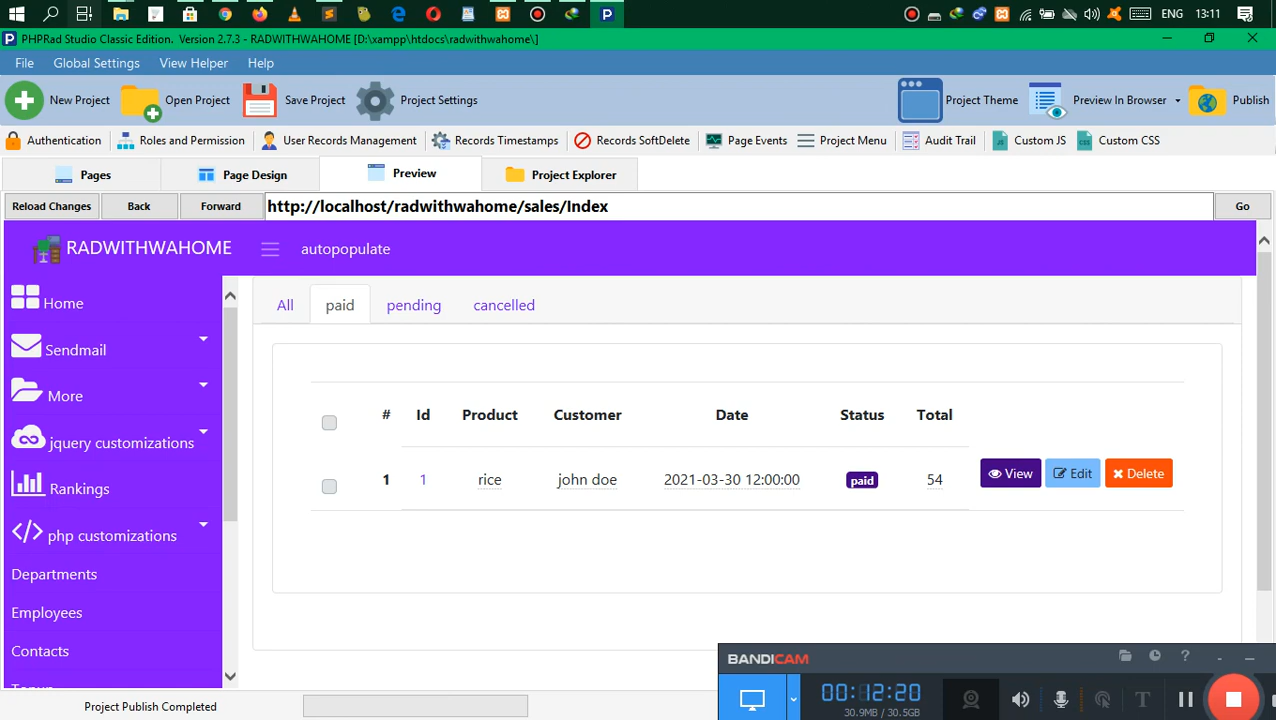 ENG 13:11
PHPRad Studio Classic Edition. Version 2.7.3 - RADWITHWAHOME [D:\xampp\htdocs\radwithwahome\]
File Global Settings View Helper Help
New Project Open Project Save Project Project Settings Project Theme Preview In Browser Publish
Authentication Roles and Permission User Records Management Records Timestamps Records SoftDelete Page Events Project Menu Audit Trail Custom JS Custom CSS
Pages Page Design Preview Project Explorer
Reload Changes Back Forward http://localhost/radwithwahome/sales/Index Go
RADWITHWAHOME autopopulate
Home
Sendmail
More
jquery customizations
Rankings
php customizations
Departments
Employees
Contacts
All paid pending cancelled
# Id Product Customer Date Status Total
1 1 rice john doe 2021-03-30 12:00:00 paid 54 View Edit Delete
BANDICAM
00:12:20
30.9MB / 30.5GB
Project Publish Completed